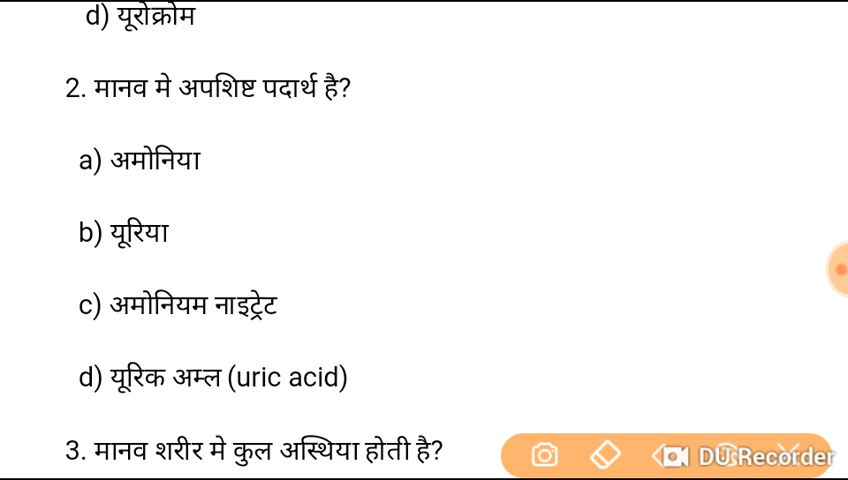 d) यूरोक्रोम
2. मानव मे अपशिष्ट पदार्थ है?
a) अमोनिया
b) यूरिया
c) अमोनियम नाइट्रेट
d) यूरिक अम्ल (uric acid)
3. मानव शरीर मे कुल अस्थिया होती है?
DU Recorder